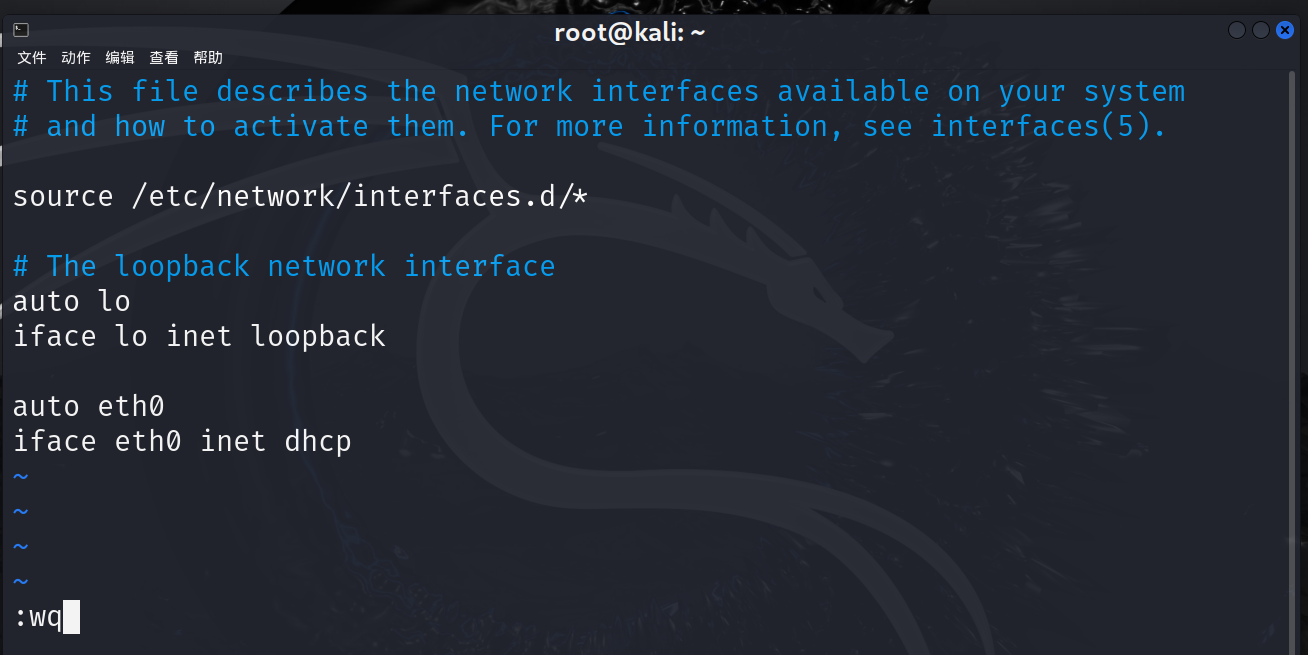 root@kali: ~
文件 动作 编辑 查看 帮助
# This file describes the network interfaces available on your system
# and how to activate them. For more information, see interfaces(5).
source /etc/network/interfaces.d/*
# The loopback network interface
auto lo
iface lo inet loopback
auto eth0
iface eth0 inet dhcp
~
~
~
~
:wq